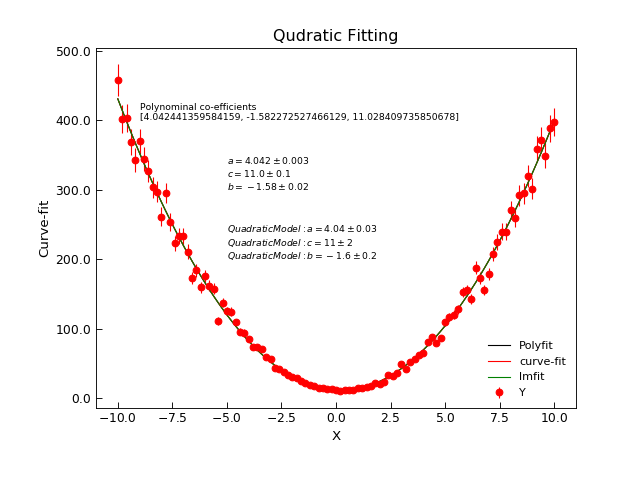 Qudratic Fitting
500.0
400.0
300.0
200.0
100.0
0.0
Curve-fit
Polynominal co-efficients
[4.042441359584159, -1.582272527466129, 11.028409735850678]
a = 4.042 ± 0.003
c = 11.0 ± 0.1
b = −1.58 ± 0.02
QuadraticModel : a = 4.04 ± 0.03
QuadraticModel : c = 11 ± 2
QuadraticModel : b = −1.6 ± 0.2
Polyfit
curve-fit
lmfit
Y
−10.0 −7.5 −5.0 −2.5 0.0 2.5 5.0 7.5 10.0
X